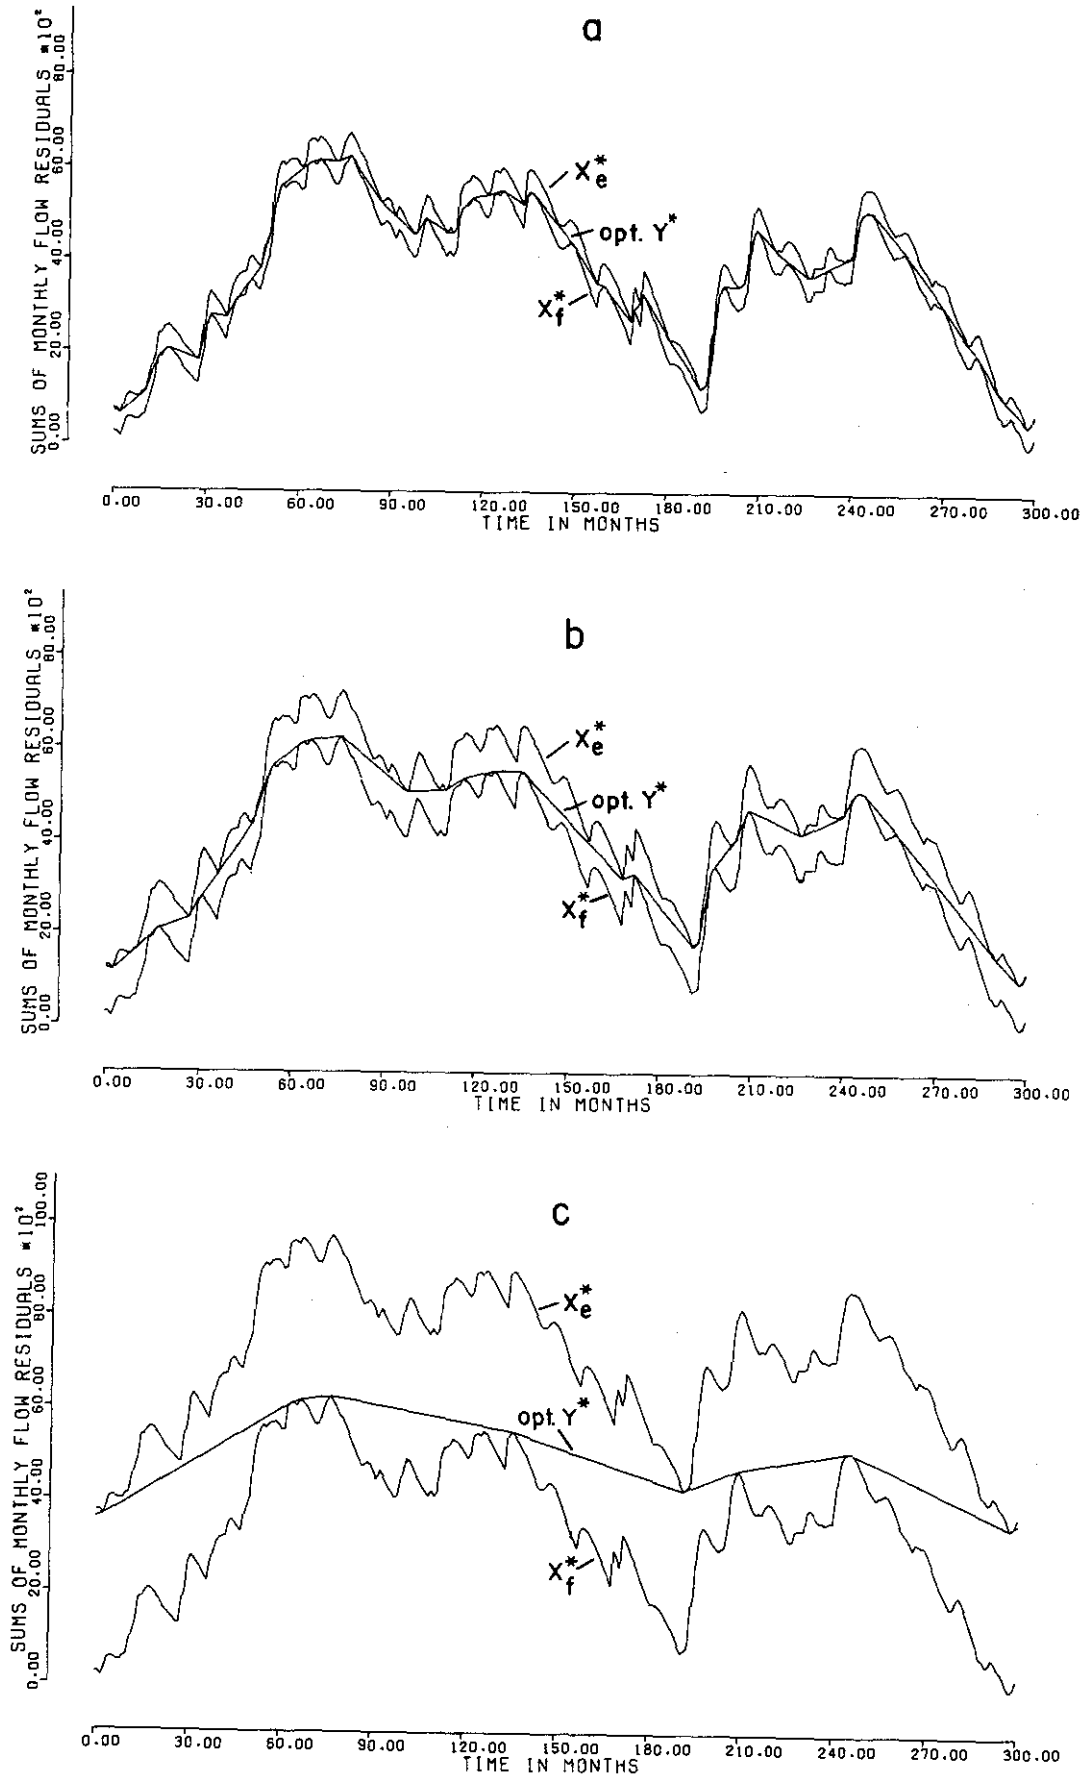 a
SUMS OF MONTHLY FLOW RESIDUALS *10²
80.00
60.00
40.00
20.00
0.00
X*e
opt. Y*
X*f
0.00 30.00 60.00 90.00 120.00 150.00 180.00 210.00 240.00 270.00 300.00
TIME IN MONTHS
b
SUMS OF MONTHLY FLOW RESIDUALS *10²
80.00
60.00
40.00
20.00
0.00
X*e
opt. Y*
X*f
0.00 30.00 60.00 90.00 120.00 150.00 180.00 210.00 240.00 270.00 300.00
TIME IN MONTHS
c
SUMS OF MONTHLY FLOW RESIDUALS *10²
100.00
80.00
60.00
40.00
20.00
0.00
X*e
opt. Y*
X*f
0.00 30.00 60.00 90.00 120.00 150.00 180.00 210.00 240.00 270.00 300.00
TIME IN MONTHS